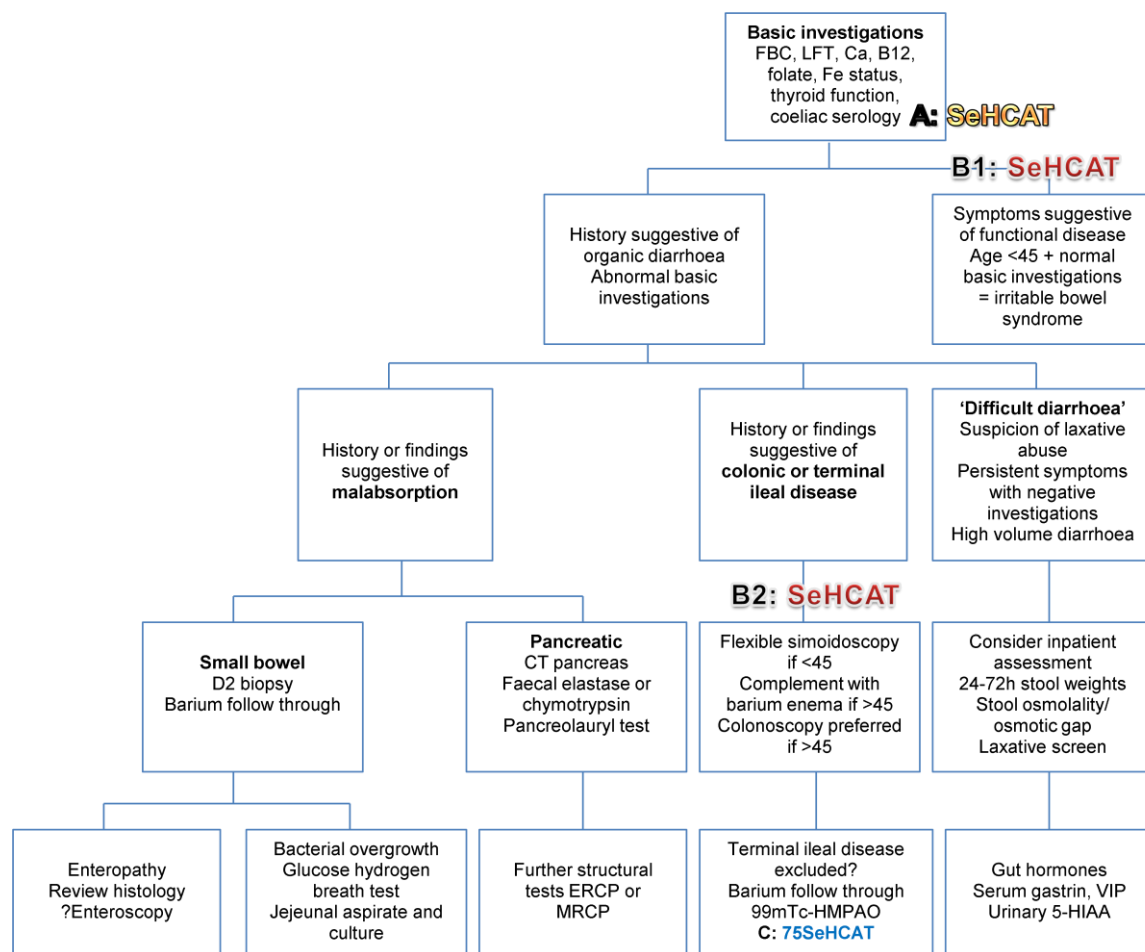 Basic investigations
FBC, LFT, Ca, B12,
folate, Fe status,
thyroid function,
coeliac serology
A: SeHCAT
B1: SeHCAT
History suggestive of
organic diarrhoea
Abnormal basic
investigations
Symptoms suggestive
of functional disease
Age <45 + normal
basic investigations
= irritable bowel
syndrome
History or findings
suggestive of
malabsorption
History or findings
suggestive of
colonic or terminal
ileal disease
‘Difficult diarrhoea’
Suspicion of laxative
abuse
Persistent symptoms
with negative
investigations
High volume diarrhoea
B2: SeHCAT
Small bowel
D2 biopsy
Barium follow through
Pancreatic
CT pancreas
Faecal elastase or
chymotrypsin
Pancreolauryl test
Flexible simoidoscopy
if <45
Complement with
barium enema if >45
Colonoscopy preferred
if >45
Consider inpatient
assessment
24-72h stool weights
Stool osmolality/
osmotic gap
Laxative screen
Enteropathy
Review histology
?Enteroscopy
Bacterial overgrowth
Glucose hydrogen
breath test
Jejeunal aspirate and
culture
Further structural
tests ERCP or
MRCP
Terminal ileal disease
excluded?
Barium follow through
99mTc-HMPAO
C: 75SeHCAT
Gut hormones
Serum gastrin, VIP
Urinary 5-HIAA